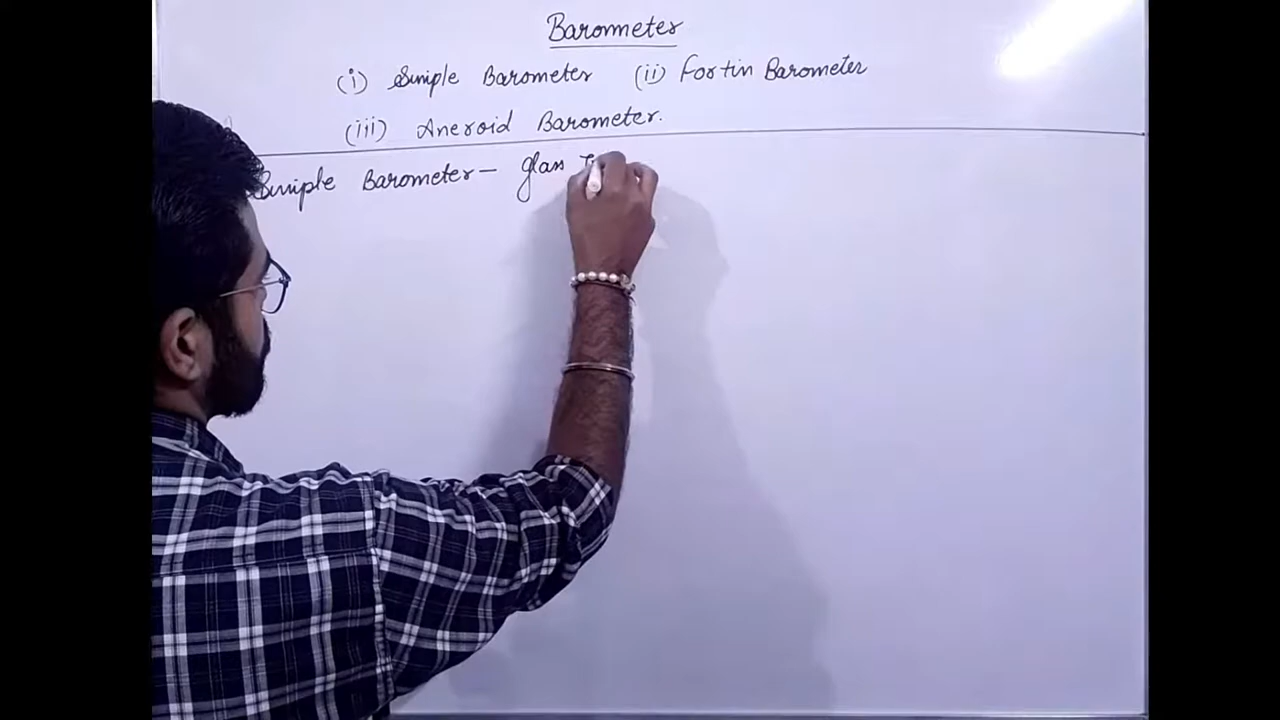 Barometer
(i) Simple Barometer (ii) Fortin Barometer
(iii) Aneroid Barometer.
Simple Barometer - glass